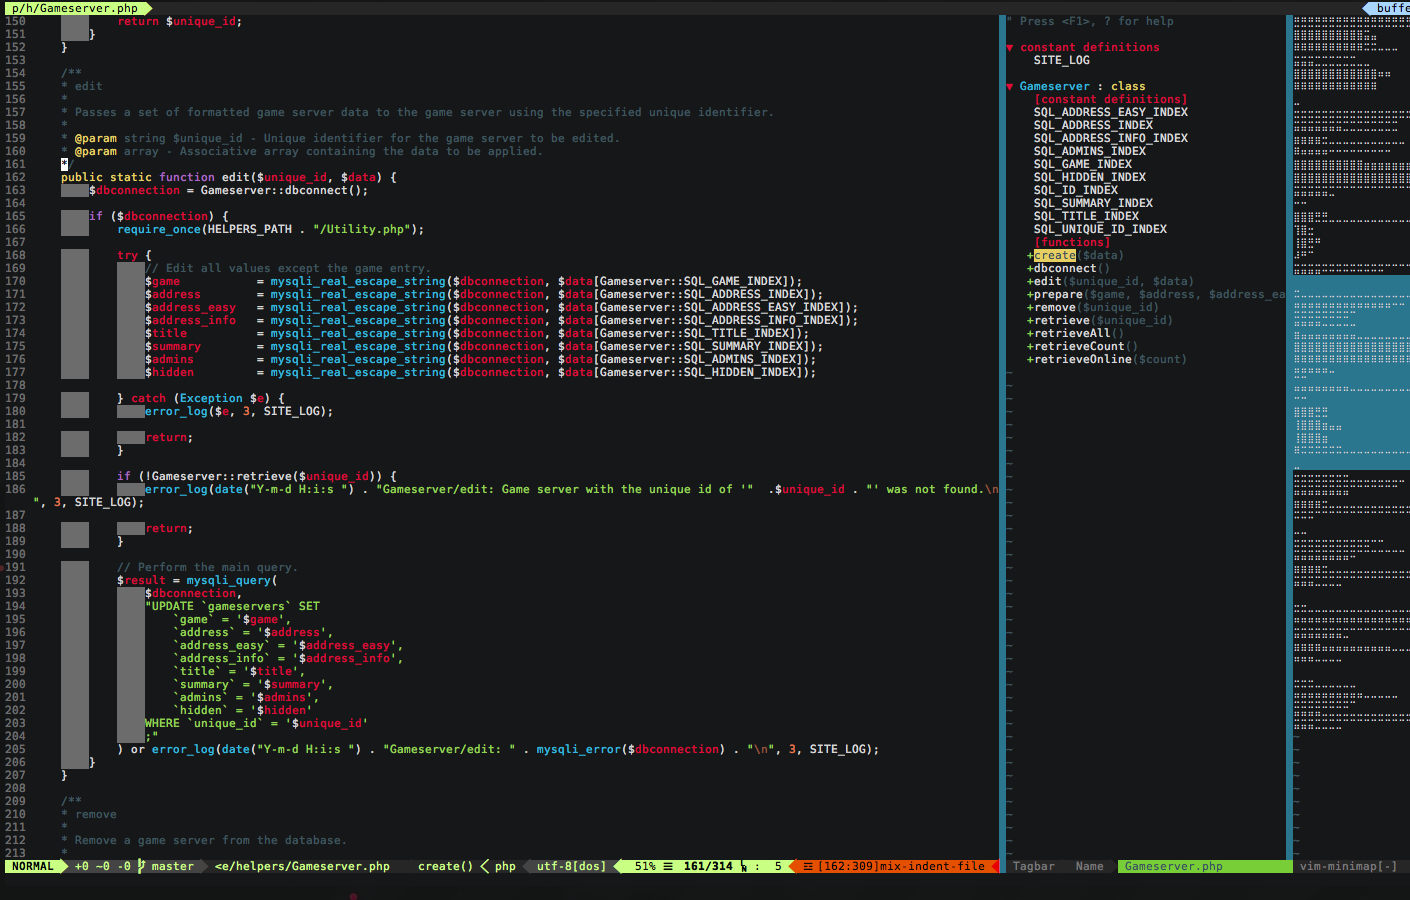 p/h/Gameserver.php
buffe
150 return $unique_id;
151 }
152 }
153
154 /**
155 * edit
156 *
157 * Passes a set of formatted game server data to the game server using the specified unique identifier.
158 *
159 * @param string $unique_id - Unique identifier for the game server to be edited.
160 * @param array - Associative array containing the data to be applied.
161 */
162 public static function edit($unique_id, $data) {
163 $dbconnection = Gameserver::dbconnect();
164
165 if ($dbconnection) {
166 require_once(HELPERS_PATH . "/Utility.php");
167
168 try {
169 // Edit all values except the game entry.
170 $game = mysqli_real_escape_string($dbconnection, $data[Gameserver::SQL_GAME_INDEX]);
171 $address = mysqli_real_escape_string($dbconnection, $data[Gameserver::SQL_ADDRESS_INDEX]);
172 $address_easy = mysqli_real_escape_string($dbconnection, $data[Gameserver::SQL_ADDRESS_EASY_INDEX]);
173 $address_info = mysqli_real_escape_string($dbconnection, $data[Gameserver::SQL_ADDRESS_INFO_INDEX]);
174 $title = mysqli_real_escape_string($dbconnection, $data[Gameserver::SQL_TITLE_INDEX]);
175 $summary = mysqli_real_escape_string($dbconnection, $data[Gameserver::SQL_SUMMARY_INDEX]);
176 $admins = mysqli_real_escape_string($dbconnection, $data[Gameserver::SQL_ADMINS_INDEX]);
177 $hidden = mysqli_real_escape_string($dbconnection, $data[Gameserver::SQL_HIDDEN_INDEX]);
178
179 } catch (Exception $e) {
180 error_log($e, 3, SITE_LOG);
181
182 return;
183 }
184
185 if (!Gameserver::retrieve($unique_id)) {
186 error_log(date("Y-m-d H:i:s ") . "Gameserver/edit: Game server with the unique id of '" .$unique_id . "' was not found.\n
", 3, SITE_LOG);
187
188 return;
189 }
190
191 // Perform the main query.
192 $result = mysqli_query(
193 $dbconnection,
194 "UPDATE `gameservers` SET
195 `game` = '$game',
196 `address` = '$address',
197 `address_easy` = '$address_easy',
198 `address_info` = '$address_info',
199 `title` = '$title',
200 `summary` = '$summary',
201 `admins` = '$admins',
202 `hidden` = '$hidden'
203 WHERE `unique_id` = '$unique_id'
204 ;"
205 ) or error_log(date("Y-m-d H:i:s ") . "Gameserver/edit: " . mysqli_error($dbconnection) . "\n", 3, SITE_LOG);
206 }
207 }
208
209 /**
210 * remove
211 *
212 * Remove a game server from the database.
213 *
" Press <F1>, ? for help
▼ constant definitions
SITE_LOG
▼ Gameserver : class
[constant definitions]
SQL_ADDRESS_EASY_INDEX
SQL_ADDRESS_INDEX
SQL_ADDRESS_INFO_INDEX
SQL_ADMINS_INDEX
SQL_GAME_INDEX
SQL_HIDDEN_INDEX
SQL_ID_INDEX
SQL_SUMMARY_INDEX
SQL_TITLE_INDEX
SQL_UNIQUE_ID_INDEX
[functions]
+create($data)
+dbconnect()
+edit($unique_id, $data)
+prepare($game, $address, $address_ea
+remove($unique_id)
+retrieve($unique_id)
+retrieveAll()
+retrieveCount()
+retrieveOnline($count)
NORMAL +0 ~0 -0 master <e/helpers/Gameserver.php create() php utf-8[dos] 51% ☰ 161/314 : 5 ☲ [162:309]mix-indent-file
Tagbar Name Gameserver.php
vim-minimap[-]